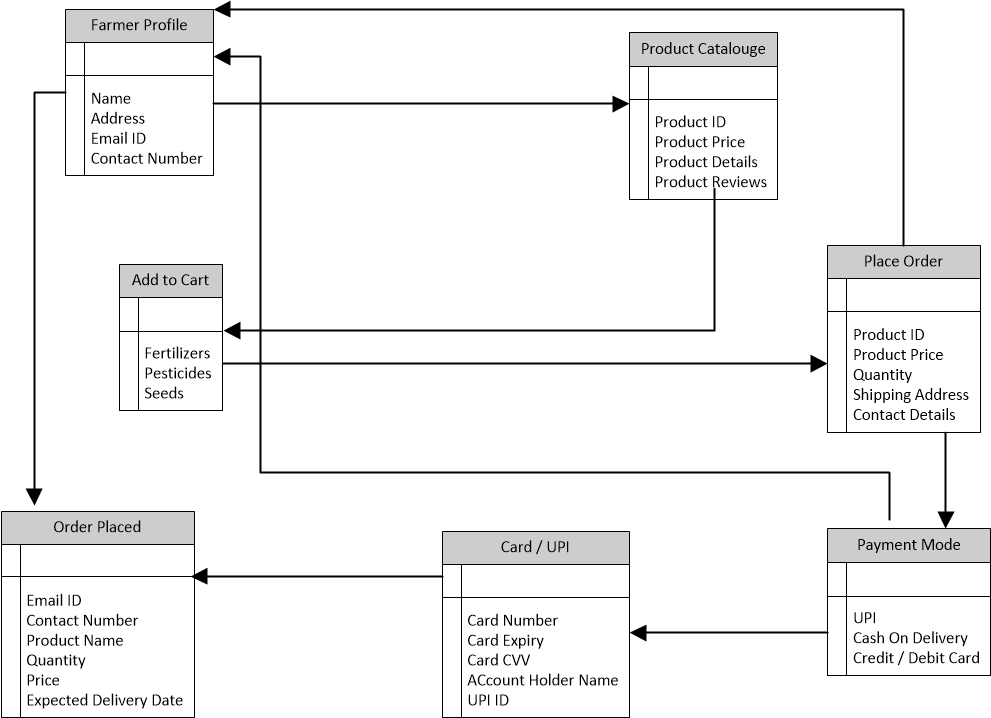 Farmer Profile
Name
Address
Email ID
Contact Number
Product Catalouge
Product ID
Product Price
Product Details
Product Reviews
Add to Cart
Fertilizers
Pesticides
Seeds
Place Order
Product ID
Product Price
Quantity
Shipping Address
Contact Details
Order Placed
Email ID
Contact Number
Product Name
Quantity
Price
Expected Delivery Date
Card / UPI
Card Number
Card Expiry
Card CVV
ACcount Holder Name
UPI ID
Payment Mode
UPI
Cash On Delivery
Credit / Debit Card